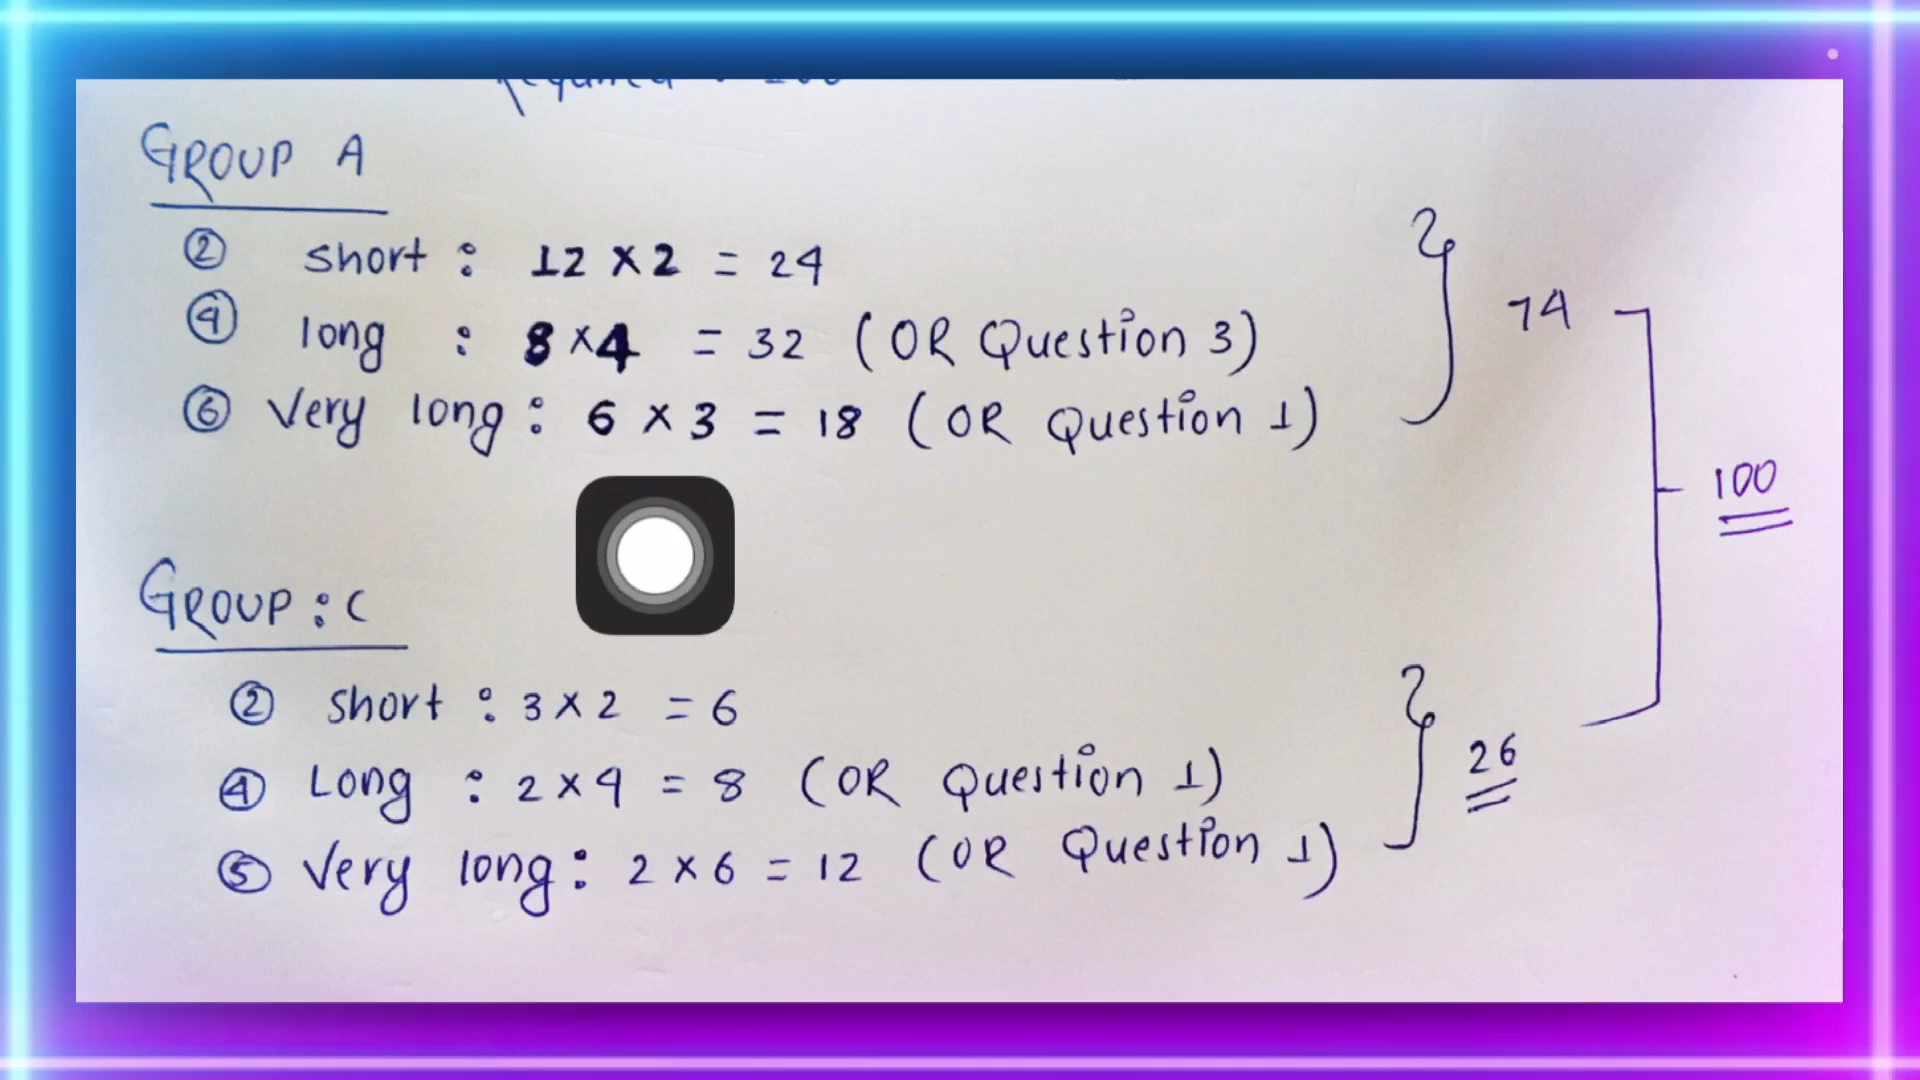 GROUP A
② short : 12 × 2 = 24
④ long : 8 × 4 = 32 (OR Question 3)
⑥ Very long : 6 × 3 = 18 (OR Question 1)
74
100
GROUP : C
② short : 3 × 2 = 6
④ Long : 2 × 4 = 8 (OR Question 1)
⑤ Very long : 2 × 6 = 12 (OR Question 1)
26